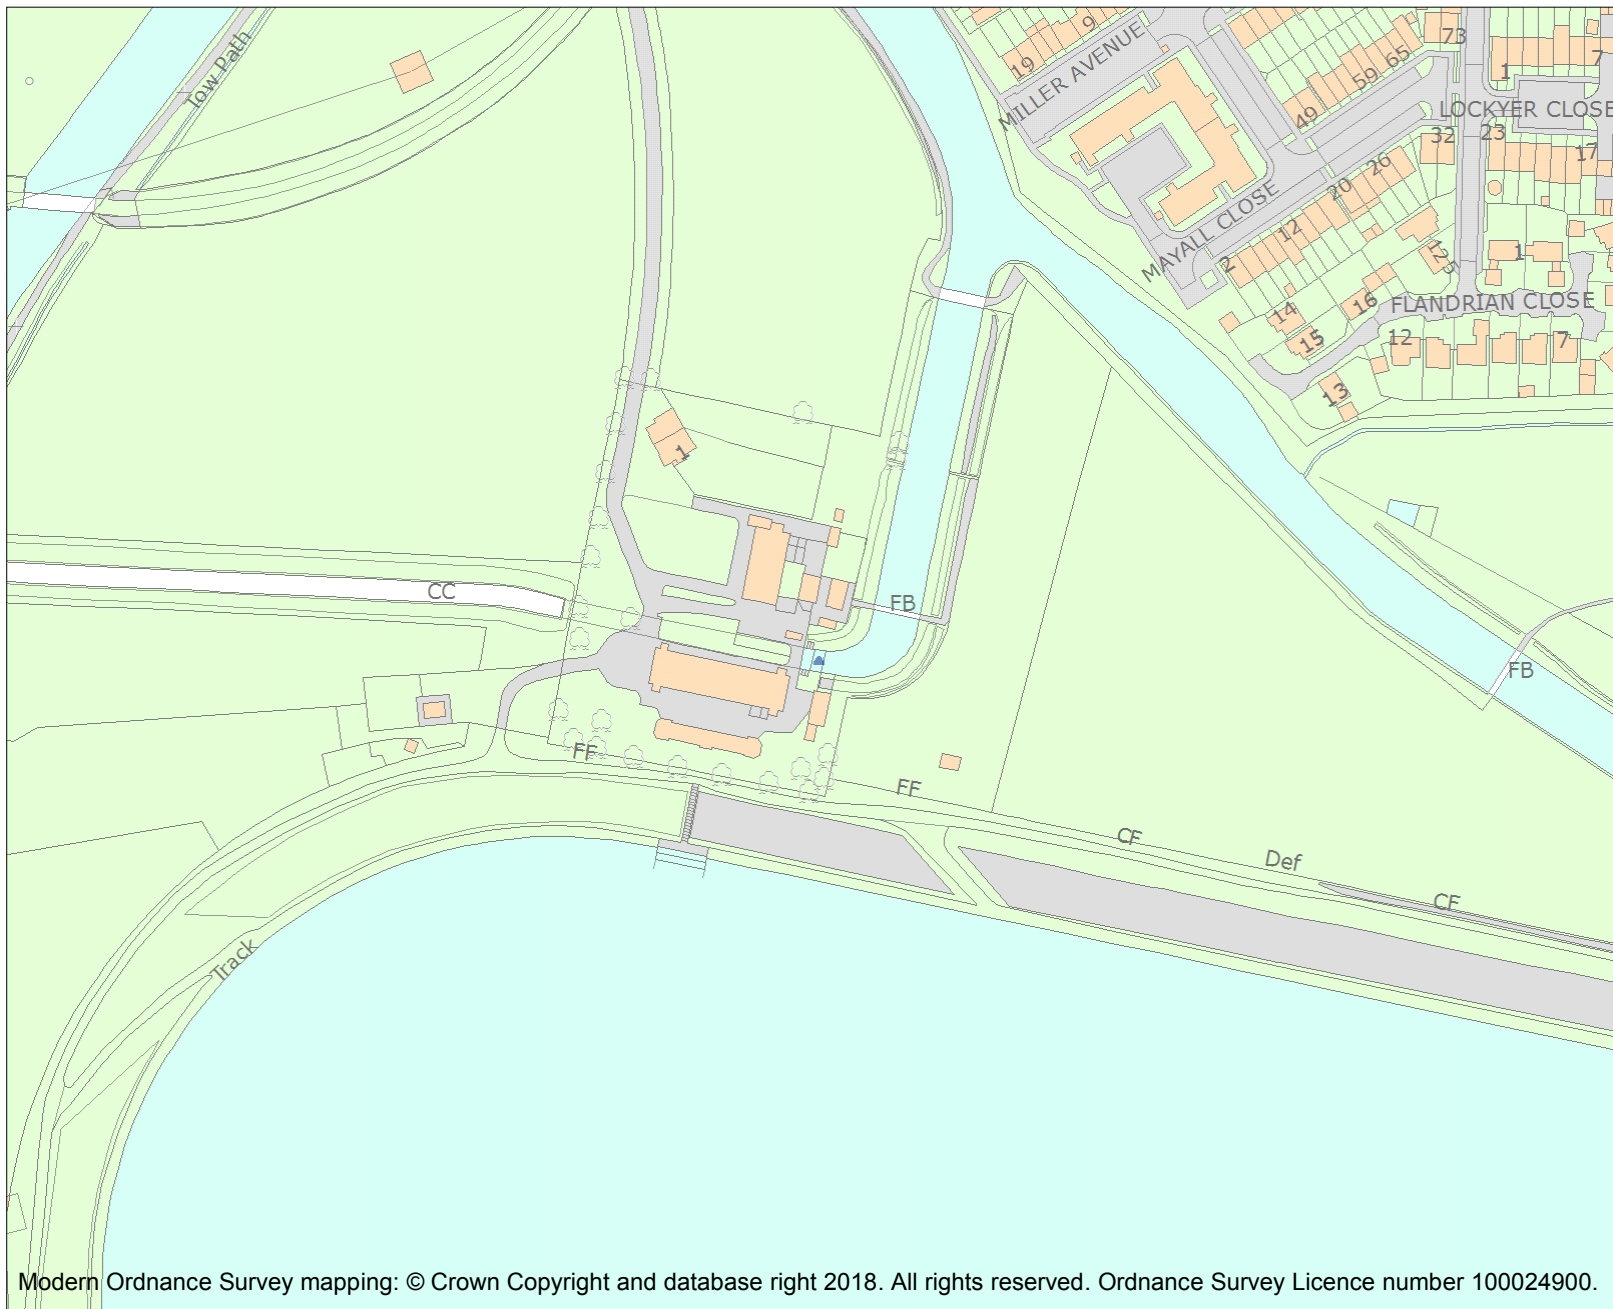 Tow Path
MILLER AVENUE
19
9
73
65
59
49
1
7
LOCKYER CLOSE
32
23
17
26
20
12
2
MAYALL CLOSE
12 5
1
FLANDRIAN CLOSE
14
16
15
12
7
13
1
CC
FB
FB
FF
FF
CF
Def
CF
Track
Modern Ordnance Survey mapping: © Crown Copyright and database right 2018. All rights reserved. Ordnance Survey Licence number 100024900.